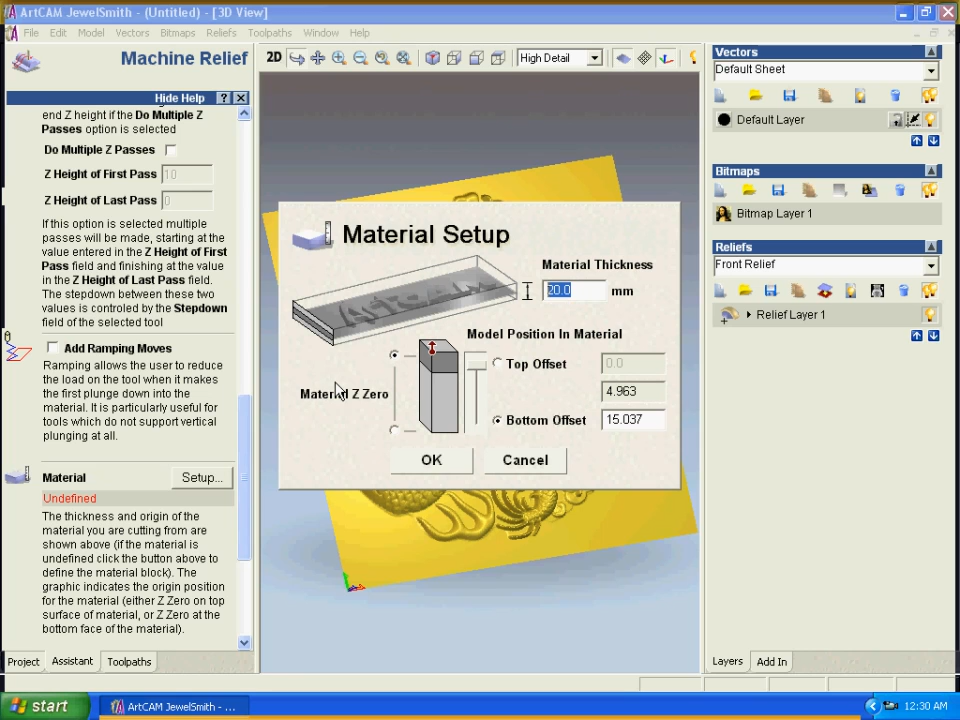 ArtCAM JewelSmith - (Untitled) - [3D View]
File Edit Model Vectors Bitmaps Reliefs Toolpaths Window Help
Machine Relief
Hide Help ? X
end Z height if the Do Multiple Z
Passes option is selected
Do Multiple Z Passes
Z Height of First Pass 10
Z Height of Last Pass 0
If this option is selected multiple
passes will be made, starting at the
value entered in the Z Height of First
Pass field and finishing at the value
in the Z Height of Last Pass field.
The stepdown between these two
values is controled by the Stepdown
field of the selected tool
Add Ramping Moves
Ramping allows the user to reduce
the load on the tool when it makes
the first plunge down into the
material. It is particularly useful for
tools which do not support vertical
plunging at all.
Material Setup...
Undefined
The thickness and origin of the
material you are cutting from are
shown above (if the material is
undefined click the button above to
define the material block). The
graphic indicates the origin position
for the material (either Z Zero on top
surface of material, or Z Zero at the
bottom face of the material).
Project Assistant Toolpaths
2D High Detail
Material Setup
ArtCAM
Material Thickness
20.0 mm
Model Position In Material
Top Offset 0.0
Material Z Zero 4.963
Bottom Offset 15.037
OK Cancel
Vectors
Default Sheet
Default Layer
Bitmaps
Bitmap Layer 1
Reliefs
Front Relief
Relief Layer 1
Layers Add In
start ArtCAM JewelSmith - ... 12:30 AM